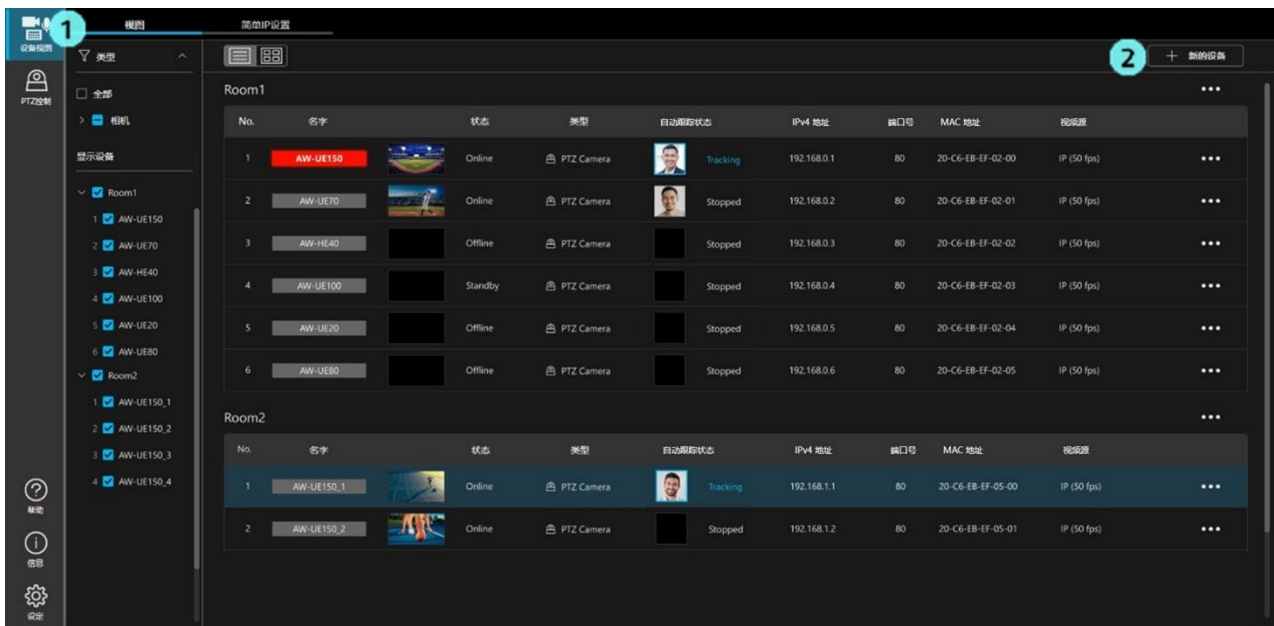 1
视图
简单IP设置
设备视图
PTZ控制
类型
全部
相机
显示设备
Room1
1 AW-UE150
2 AW-UE70
3 AW-HE40
4 AW-UE100
5 AW-UE20
6 AW-UE80
Room2
1 AW-UE150_1
2 AW-UE150_2
3 AW-UE150_3
4 AW-UE150_4
帮助
信息
设定
2
+ 新的设备
Room1
No. 名字 状态 类型 自动跟踪状态 IPv4 地址 端口号 MAC 地址 视频源
1 AW-UE150 Online PTZ Camera Tracking 192.168.0.1 80 20-C6-EB-EF-02-00 IP (50 fps)
2 AW-UE70 Online PTZ Camera Stopped 192.168.0.2 80 20-C6-EB-EF-02-01 IP (50 fps)
3 AW-HE40 Offline PTZ Camera Stopped 192.168.0.3 80 20-C6-EB-EF-02-02 IP (50 fps)
4 AW-UE100 Standby PTZ Camera Stopped 192.168.0.4 80 20-C6-EB-EF-02-03 IP (50 fps)
5 AW-UE20 Offline PTZ Camera Stopped 192.168.0.5 80 20-C6-EB-EF-02-04 IP (50 fps)
6 AW-UE80 Offline PTZ Camera Stopped 192.168.0.6 80 20-C6-EB-EF-02-05 IP (50 fps)
Room2
No. 名字 状态 类型 自动跟踪状态 IPv4 地址 端口号 MAC 地址 视频源
1 AW-UE150_1 Online PTZ Camera Tracking 192.168.1.1 80 20-C6-EB-EF-05-00 IP (50 fps)
2 AW-UE150_2 Online PTZ Camera Stopped 192.168.1.2 80 20-C6-EB-EF-05-01 IP (50 fps)